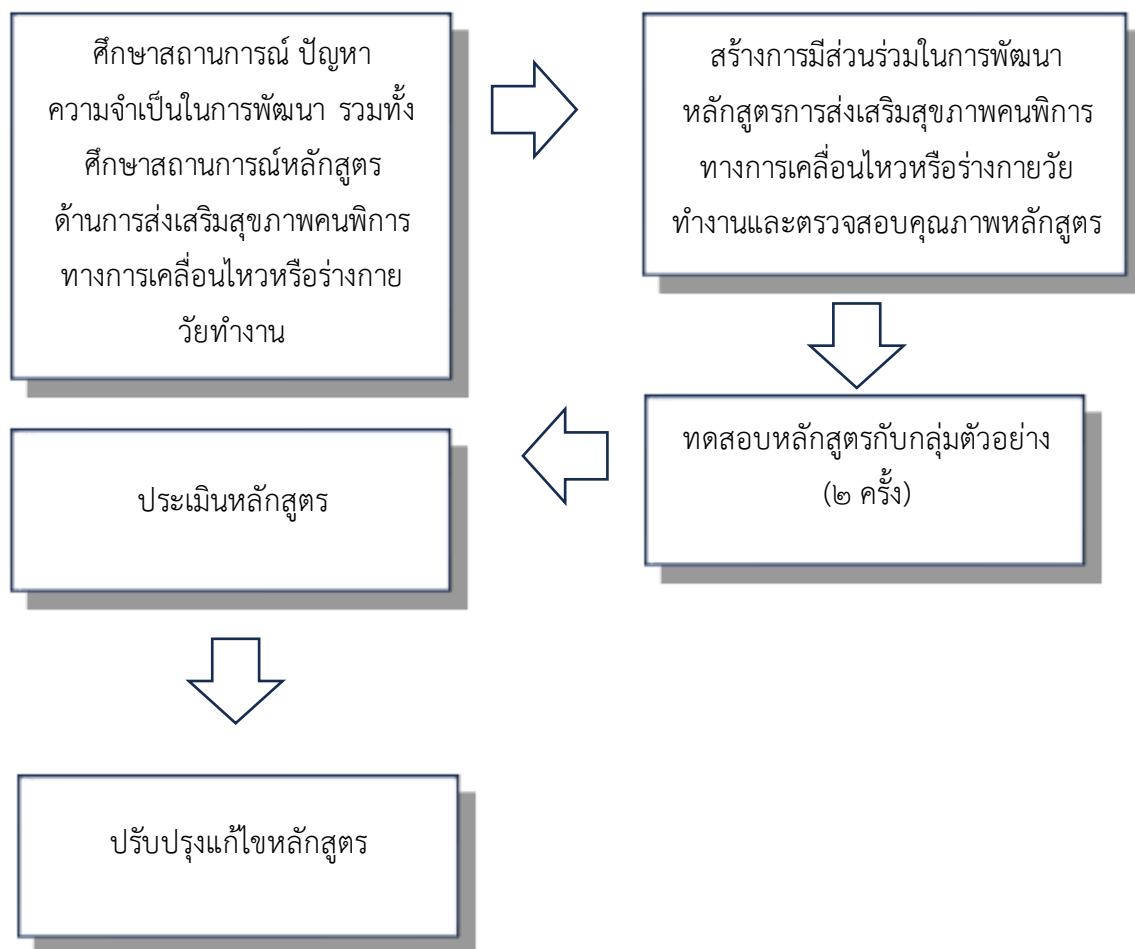 ศึกษาสถานการณ์ ปัญหา
ความจำเป็นในการพัฒนา รวมทั้ง
ศึกษาสถานการณ์หลักสูตร
ด้านการส่งเสริมสุขภาพคนพิการ
ทางการเคลื่อนไหวหรือร่างกาย
วัยทำงาน
สร้างการมีส่วนร่วมในการพัฒนา
หลักสูตรการส่งเสริมสุขภาพคนพิการ
ทางการเคลื่อนไหวหรือร่างกายวัย
ทำงานและตรวจสอบคุณภาพหลักสูตร
ทดสอบหลักสูตรกับกลุ่มตัวอย่าง
(๒ ครั้ง)
ประเมินหลักสูตร
ปรับปรุงแก้ไขหลักสูตร